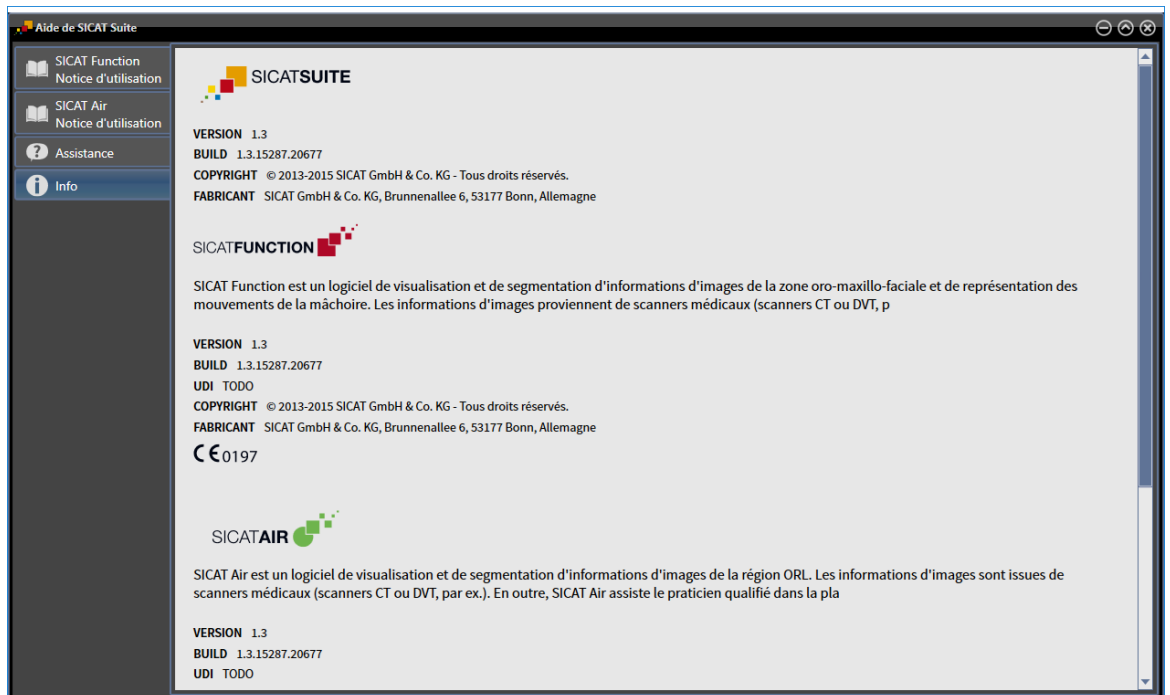 Aide de SICAT Suite
SICAT Function
Notice d'utilisation
SICAT Air
Notice d'utilisation
Assistance
Info
SICATSUITE
VERSION 1.3
BUILD 1.3.15287.20677
COPYRIGHT © 2013-2015 SICAT GmbH & Co. KG - Tous droits réservés.
FABRICANT SICAT GmbH & Co. KG, Brunnenallee 6, 53177 Bonn, Allemagne
SICATFUNCTION
SICAT Function est un logiciel de visualisation et de segmentation d'informations d'images de la zone oro-maxillo-faciale et de représentation des
mouvements de la mâchoire. Les informations d'images proviennent de scanners médicaux (scanners CT ou DVT, p
VERSION 1.3
BUILD 1.3.15287.20677
UDI TODO
COPYRIGHT © 2013-2015 SICAT GmbH & Co. KG - Tous droits réservés.
FABRICANT SICAT GmbH & Co. KG, Brunnenallee 6, 53177 Bonn, Allemagne
CE0197
SICATAIR
SICAT Air est un logiciel de visualisation et de segmentation d'informations d'images de la région ORL. Les informations d'images sont issues de
scanners médicaux (scanners CT ou DVT, par ex.). En outre, SICAT Air assiste le praticien qualifié dans la pla
VERSION 1.3
BUILD 1.3.15287.20677
UDI TODO